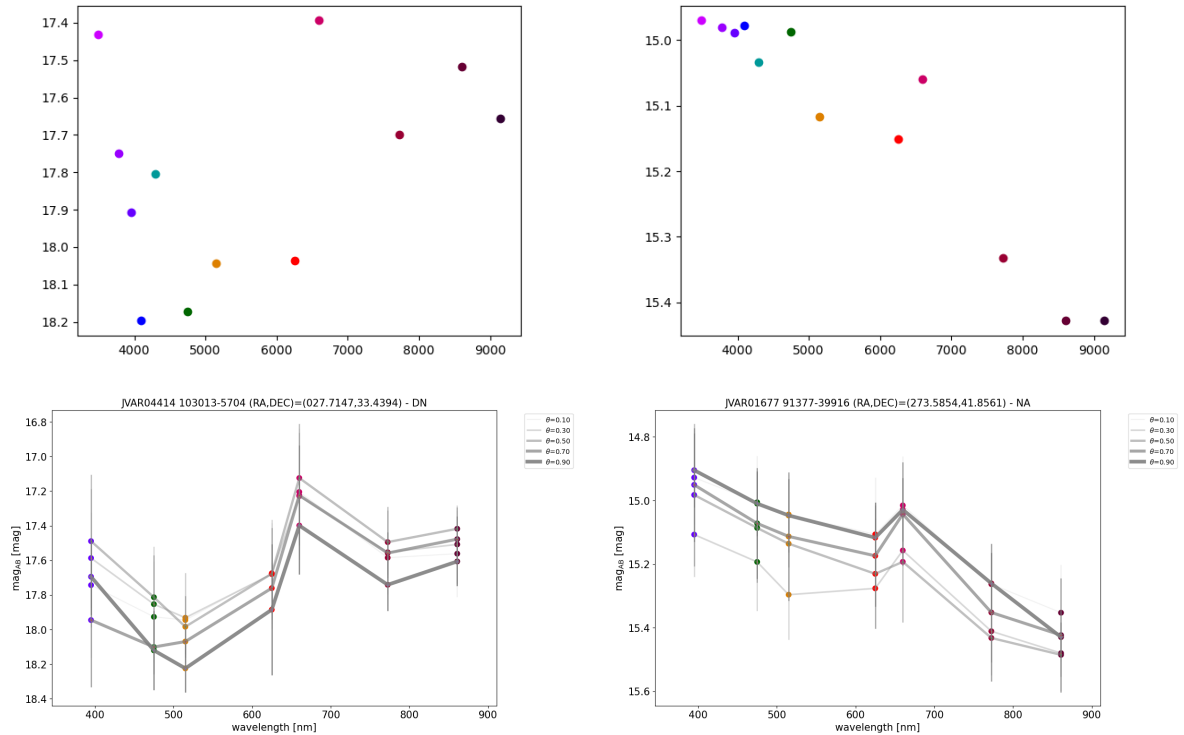 17.4
17.5
17.6
17.7
17.8
17.9
18.0
18.1
18.2
4000 5000 6000 7000 8000 9000
15.0
15.1
15.2
15.3
15.4
4000 5000 6000 7000 8000 9000
JVAR04414 103013-5704 (RA,DEC)=(027.7147,33.4394) - DN
16.8
17.0
17.2
17.4
17.6
17.8
18.0
18.2
18.4
magAB [mag]
400 500 600 700 800 900
wavelength [nm]
θ=0.10
θ=0.30
θ=0.50
θ=0.70
θ=0.90
JVAR01677 91377-39916 (RA,DEC)=(273.5854,41.8561) - NA
14.8
15.0
15.2
15.4
15.6
magAB [mag]
400 500 600 700 800 900
wavelength [nm]
θ=0.10
θ=0.30
θ=0.50
θ=0.70
θ=0.90